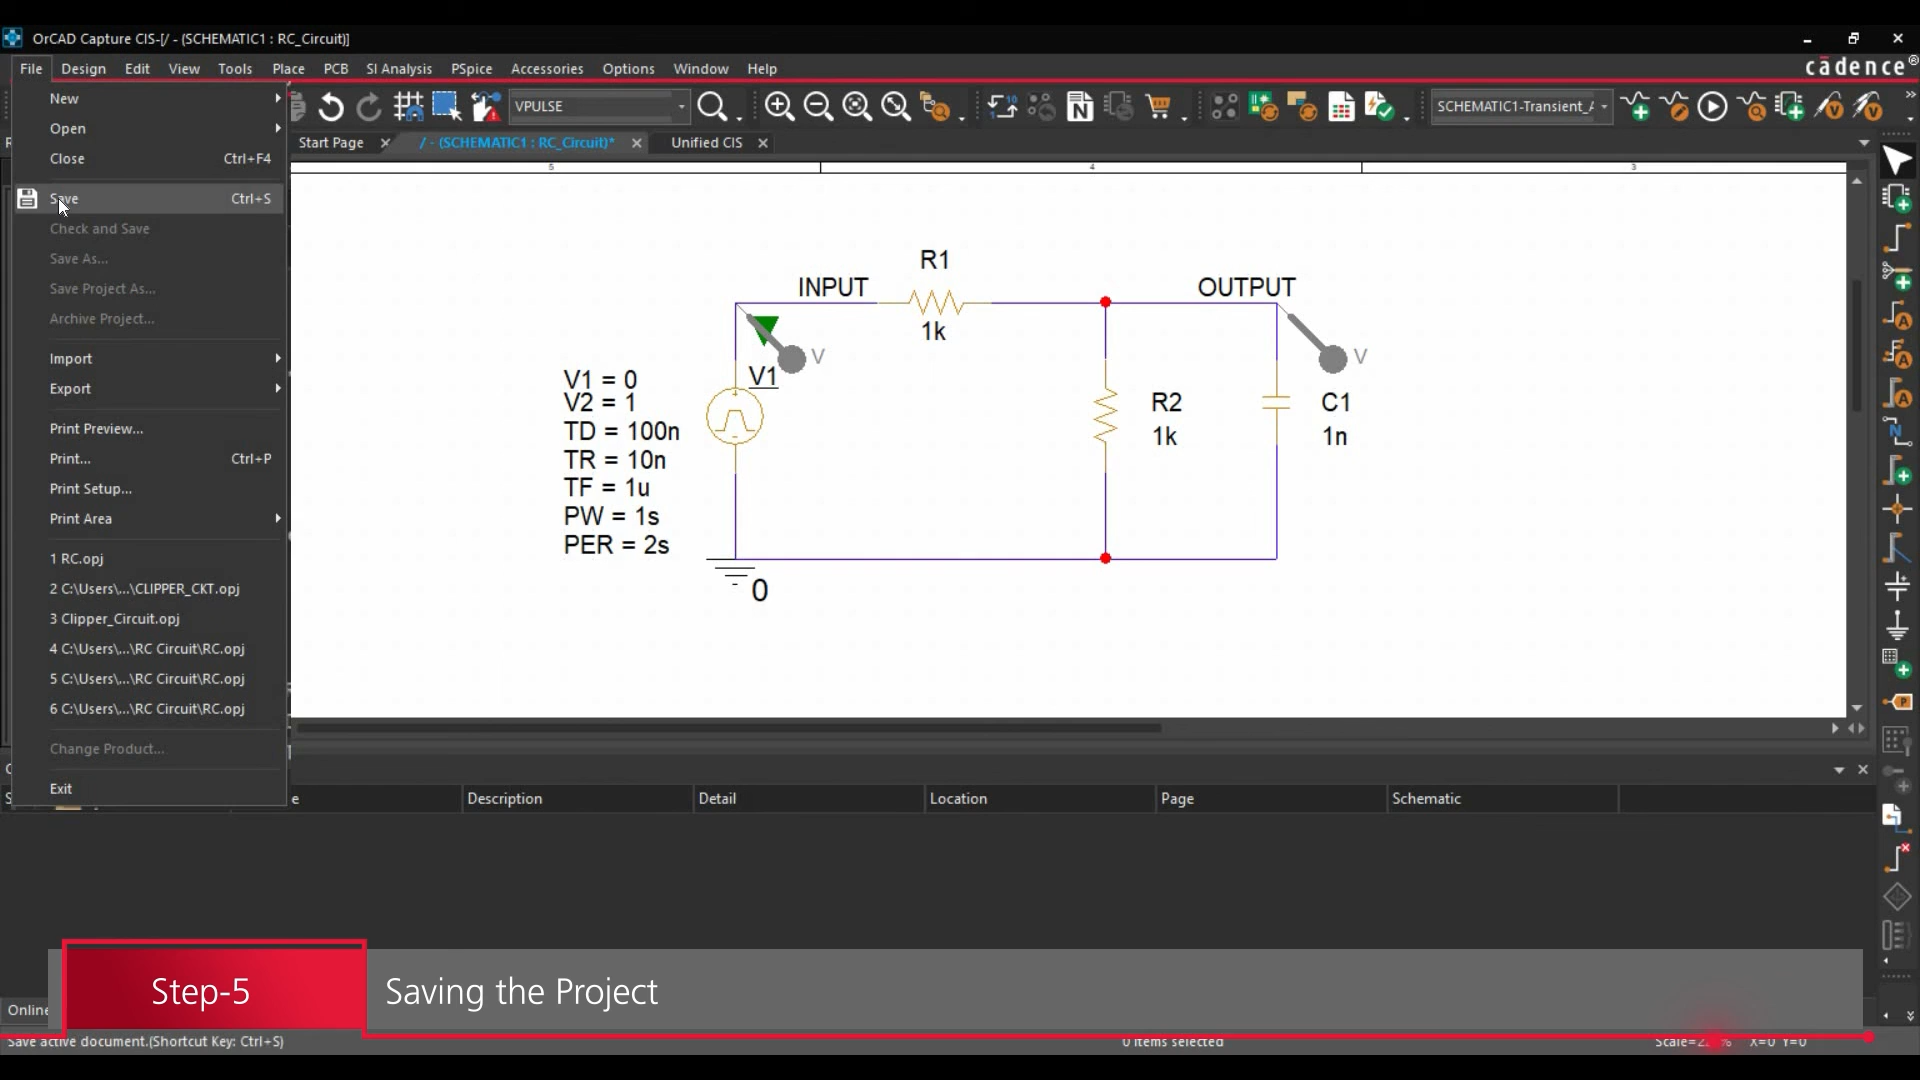 OrCAD Capture CIS-[/ - (SCHEMATIC1 : RC_Circuit)]
File Design Edit View Tools Place PCB SI Analysis PSpice Accessories Options Window Help
cādence®
New
Open
Close Ctrl+F4
Save Ctrl+S
Check and Save
Save As...
Save Project As...
Archive Project...
Import
Export
Print Preview...
Print... Ctrl+P
Print Setup...
Print Area
1 RC.opj
2 C:\Users\...\CLIPPER_CKT.opj
3 Clipper_Circuit.opj
4 C:\Users\...\RC Circuit\RC.opj
5 C:\Users\...\RC Circuit\RC.opj
6 C:\Users\...\RC Circuit\RC.opj
Change Product...
Exit
VPULSE
SCHEMATIC1-Transient_A
Start Page / - (SCHEMATIC1 : RC_Circuit)* Unified CIS
5 4 3
R1
INPUT OUTPUT
1k
V V
V1
V1 = 0
V2 = 1
TD = 100n
TR = 10n
TF = 1u
PW = 1s
PER = 2s
R2
1k
C1
1n
0
Description Detail Location Page Schematic
Step-5 Saving the Project
Online
Save active document.(Shortcut Key: Ctrl+S) 0 items selected X=0 Y=0